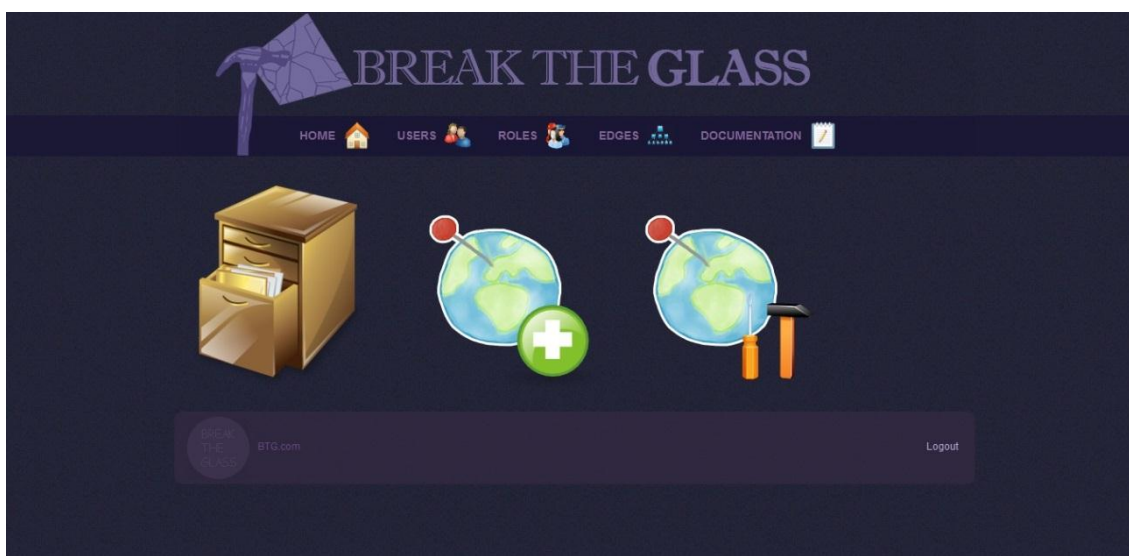 BREAK THE GLASS
HOME USERS ROLES EDGES DOCUMENTATION
BREAK
THE
GLASS
BTG.com
Logout